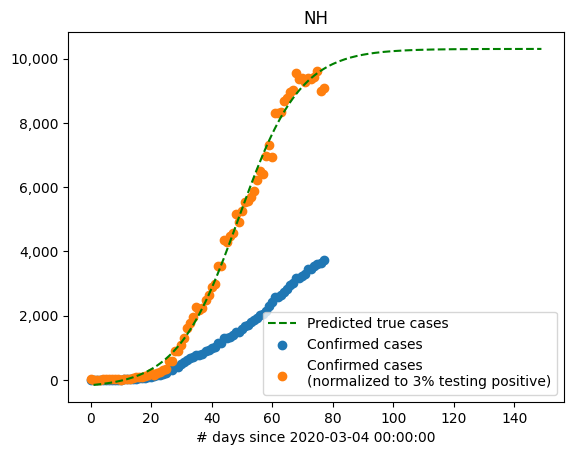 NH
10,000
8,000
6,000
4,000
2,000
0
Predicted true cases
Confirmed cases
Confirmed cases
(normalized to 3% testing positive)
0 20 40 60 80 100 120 140
# days since 2020-03-04 00:00:00